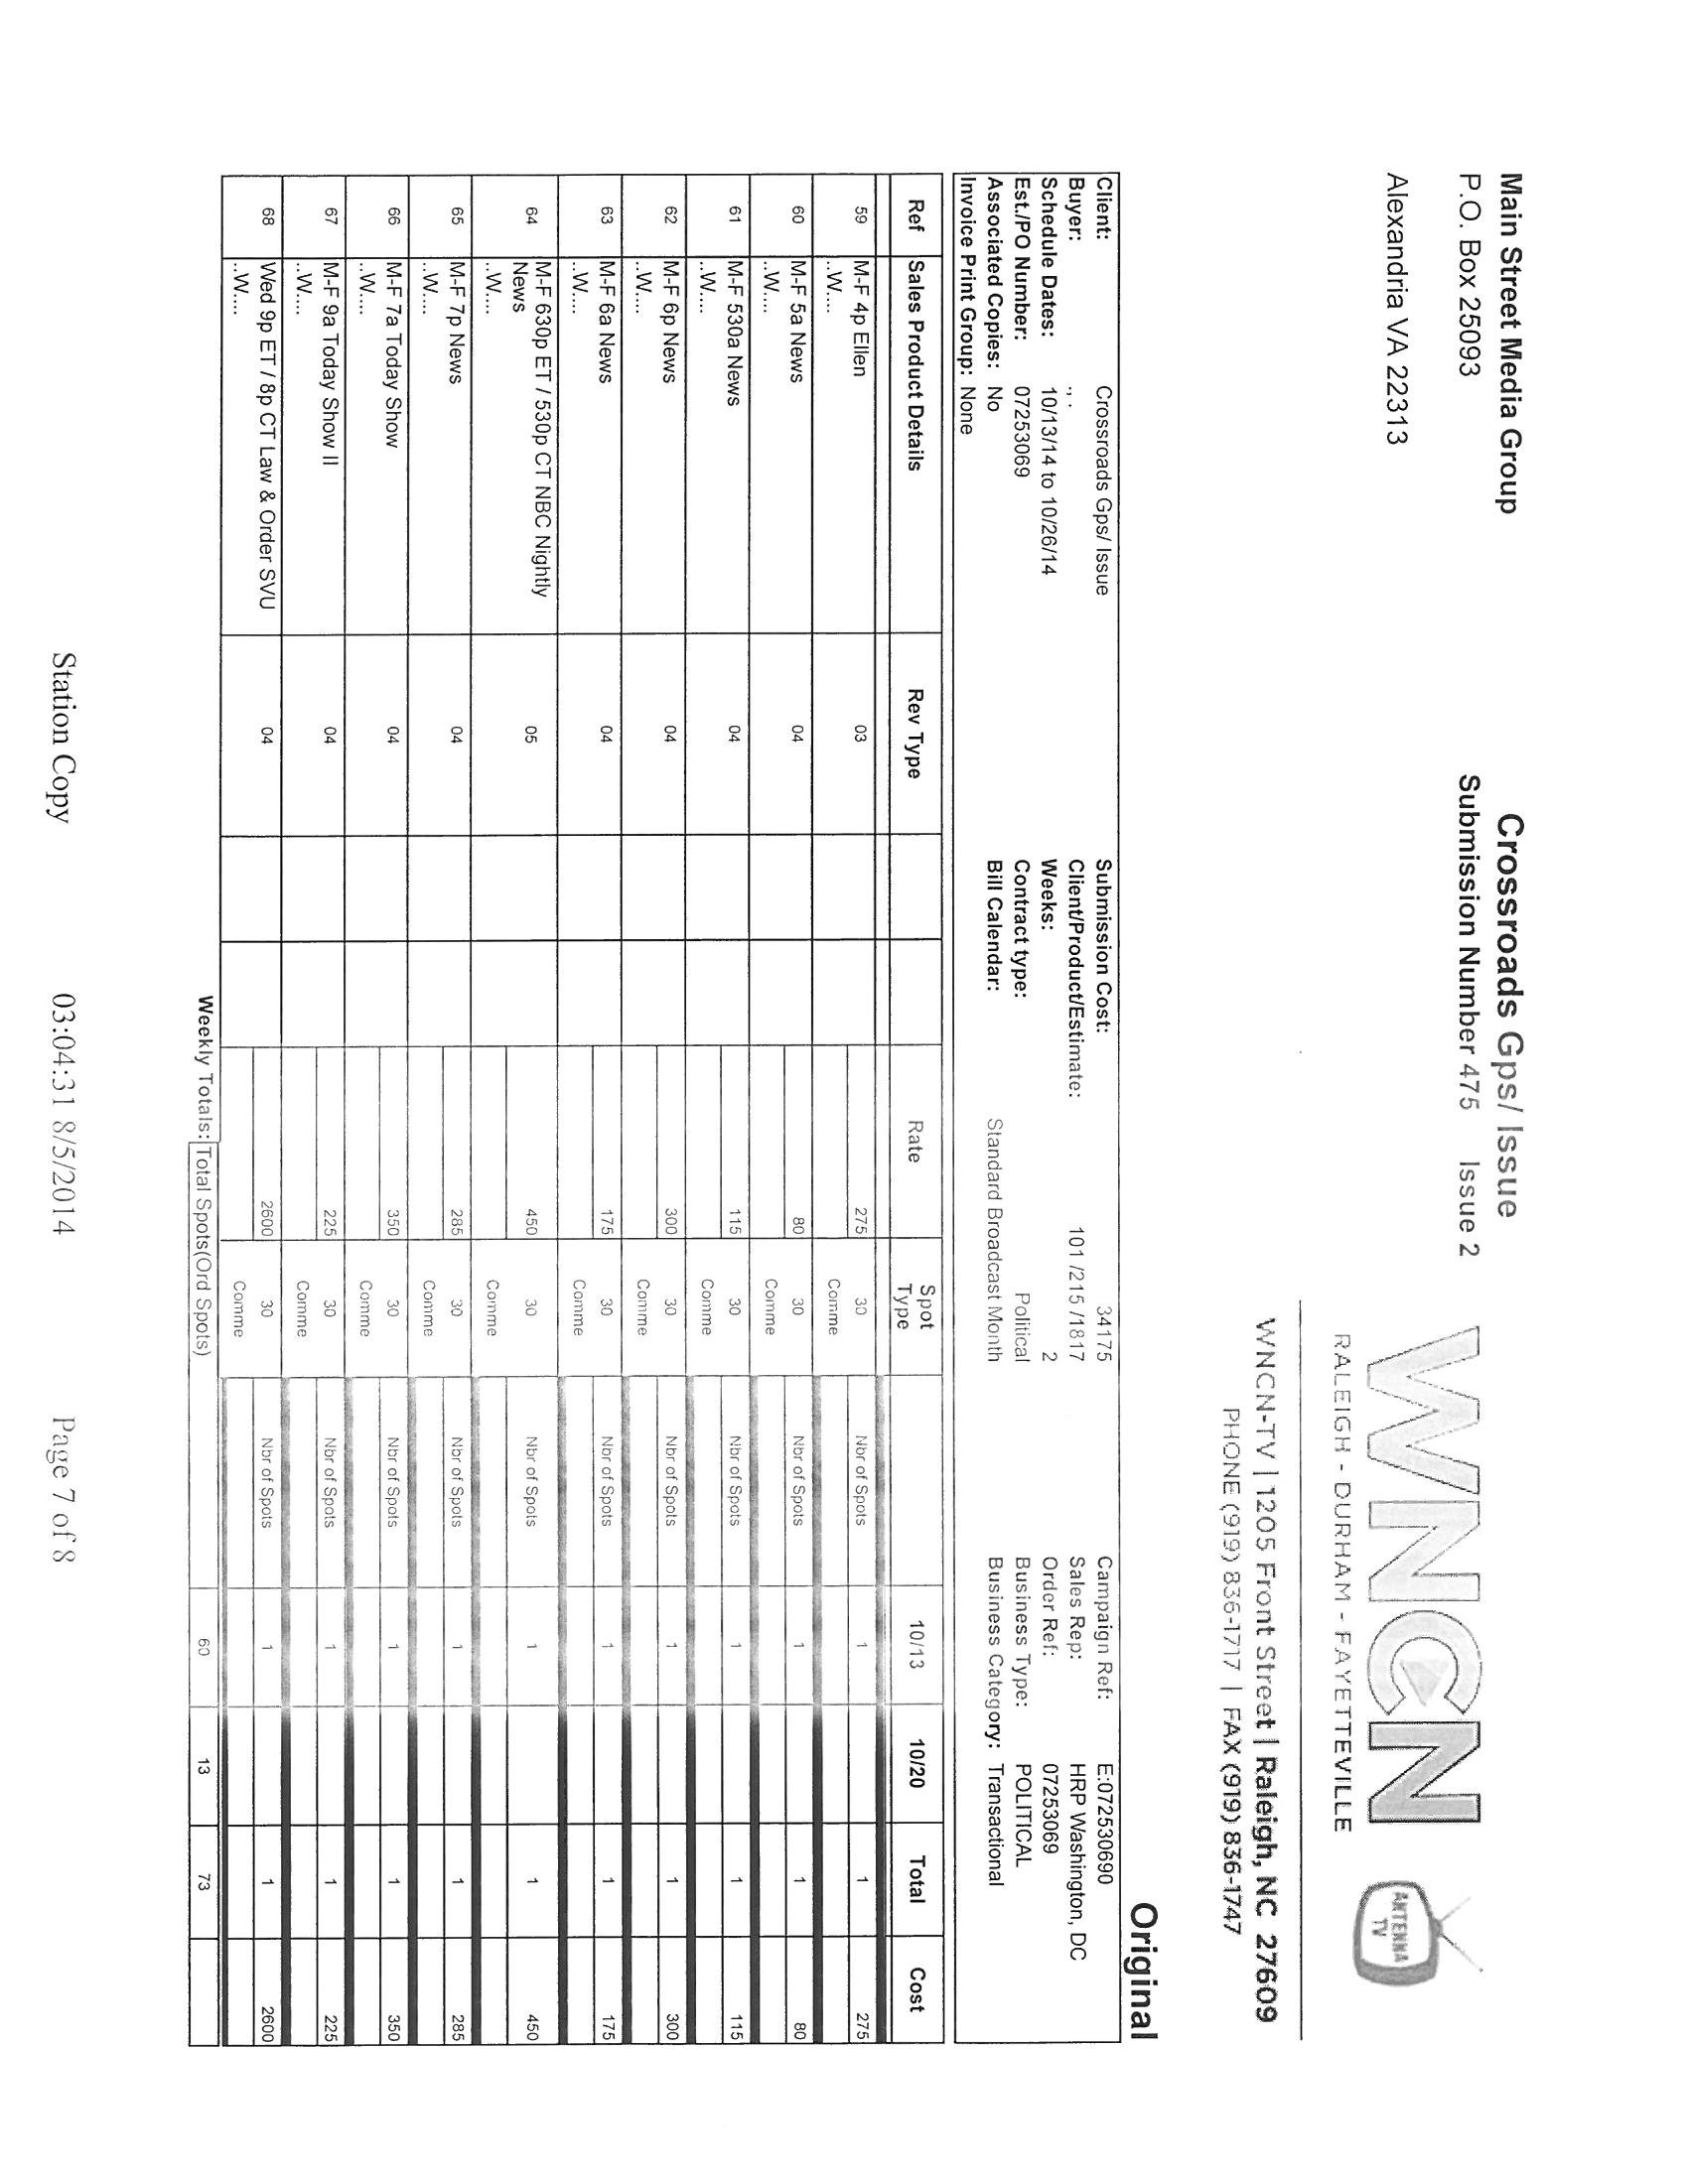 Main Street Media Group
P.O. Box 25093
Alexandria VA 22313
Crossroads Gps/ Issue
Submission Number 475 Issue 2
WNCN
ANTENNA TV
RALEIGH - DURHAM - FAYETTEVILLE
WNCN-TV | 1205 Front Street | Raleigh, NC 27609
PHONE (919) 836-1717 | FAX (919) 836-1747
Original
Client: Crossroads Gps/ Issue Submission Cost: 34175 Campaign Ref: E:072530690
Buyer: ., . Client/Product/Estimate: 101 /215 /1817 Sales Rep: HRP Washington, DC
Schedule Dates: 10/13/14 to 10/26/14 Weeks: 2 Order Ref: 07253069
Est./PO Number: 07253069 Contract type: Political Business Type: POLITICAL
Associated Copies: No Bill Calendar: Standard Broadcast Month Business Category: Transactional
Invoice Print Group: None
Ref Sales Product Details Rev Type Rate Spot Type 10/13 10/20 Total Cost
59 M-F 4p Ellen 03 275 30 Nbr of Spots 1 1 275
..W.... Comme
60 M-F 5a News 04 80 30 Nbr of Spots 1 1 80
..W.... Comme
61 M-F 530a News 04 115 30 Nbr of Spots 1 1 115
..W.... Comme
62 M-F 6p News 04 300 30 Nbr of Spots 1 1 300
..W.... Comme
63 M-F 6a News 04 175 30 Nbr of Spots 1 1 175
..W.... Comme
64 M-F 630p ET / 530p CT NBC Nightly 05 450 30 Nbr of Spots 1 1 450
News
..W.... Comme
65 M-F 7p News 04 285 30 Nbr of Spots 1 1 285
..W.... Comme
66 M-F 7a Today Show 04 350 30 Nbr of Spots 1 1 350
..W.... Comme
67 M-F 9a Today Show II 04 225 30 Nbr of Spots 1 1 225
..W.... Comme
68 Wed 9p ET / 8p CT Law & Order SVU 04 2600 30 Nbr of Spots 1 1 2600
..W.... Comme
Weekly Totals: Total Spots(Ord Spots) 60 13 73
Station Copy 03:04:31 8/5/2014 Page 7 of 8